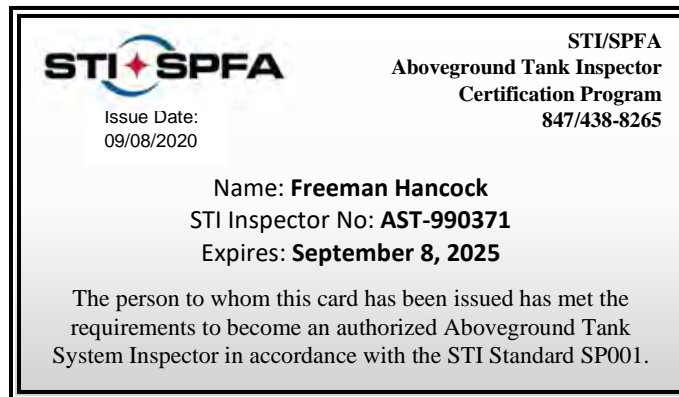 STI SPFA
Issue Date:
09/08/2020
STI/SPFA
Aboveground Tank Inspector
Certification Program
847/438-8265
Name: Freeman Hancock
STI Inspector No: AST-990371
Expires: September 8, 2025
The person to whom this card has been issued has met the
requirements to become an authorized Aboveground Tank
System Inspector in accordance with the STI Standard SP001.